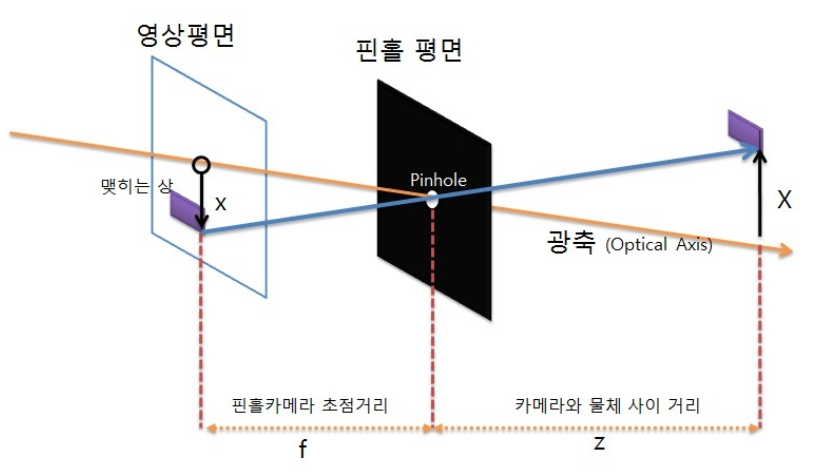 영상평면
핀홀 평면
Pinhole
맺히는 상
x
X
광축 (Optical Axis)
핀홀카메라 초점거리
카메라와 물체 사이 거리
f
z